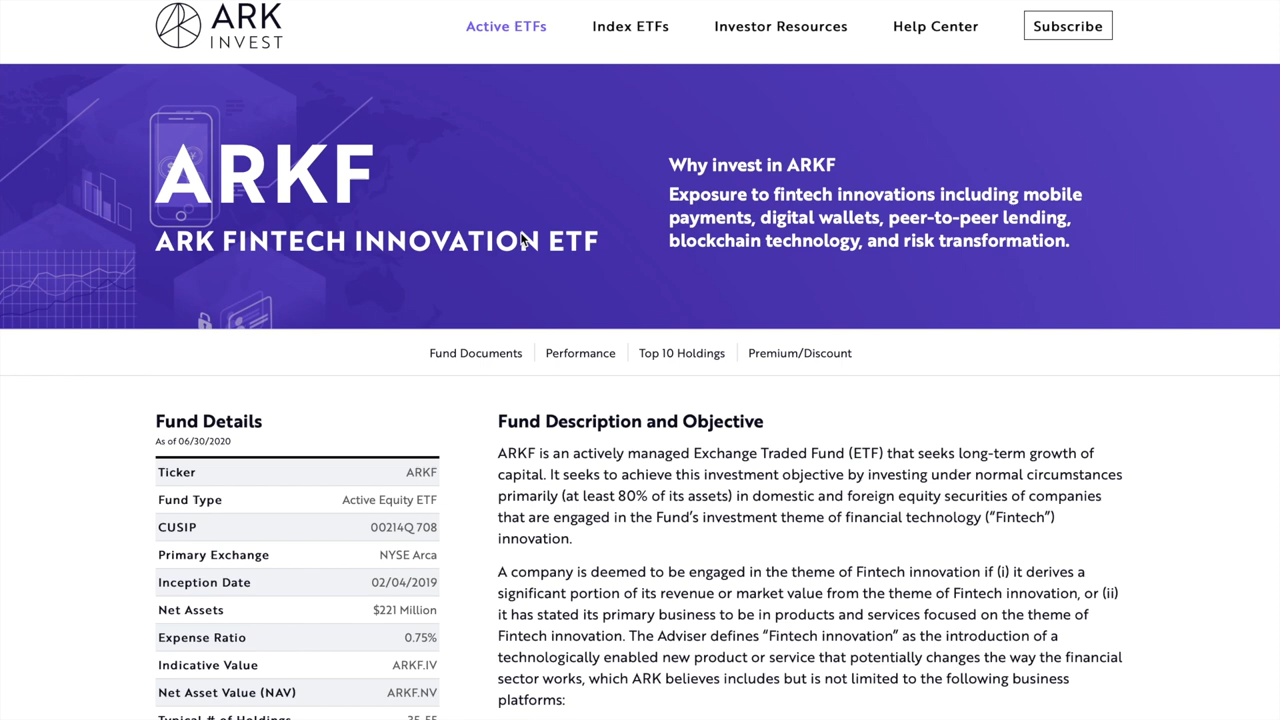 ARK
INVEST
Active ETFs
Index ETFs
Investor Resources
Help Center
Subscribe
ARKF
ARK FINTECH INNOVATION ETF
Why invest in ARKF
Exposure to fintech innovations including mobile
payments, digital wallets, peer-to-peer lending,
blockchain technology, and risk transformation.
Fund Documents
Performance
Top 10 Holdings
Premium/Discount
Fund Details
As of 06/30/2020
Ticker ARKF
Fund Type Active Equity ETF
CUSIP 00214Q 708
Primary Exchange NYSE Arca
Inception Date 02/04/2019
Net Assets $221 Million
Expense Ratio 0.75%
Indicative Value ARKF.IV
Net Asset Value (NAV) ARKF.NV
Typical # of Holdings 35-55
Fund Description and Objective
ARKF is an actively managed Exchange Traded Fund (ETF) that seeks long-term growth of
capital. It seeks to achieve this investment objective by investing under normal circumstances
primarily (at least 80% of its assets) in domestic and foreign equity securities of companies
that are engaged in the Fund’s investment theme of financial technology (“Fintech”)
innovation.
A company is deemed to be engaged in the theme of Fintech innovation if (i) it derives a
significant portion of its revenue or market value from the theme of Fintech innovation, or (ii)
it has stated its primary business to be in products and services focused on the theme of
Fintech innovation. The Adviser defines “Fintech innovation” as the introduction of a
technologically enabled new product or service that potentially changes the way the financial
sector works, which ARK believes includes but is not limited to the following business
platforms: